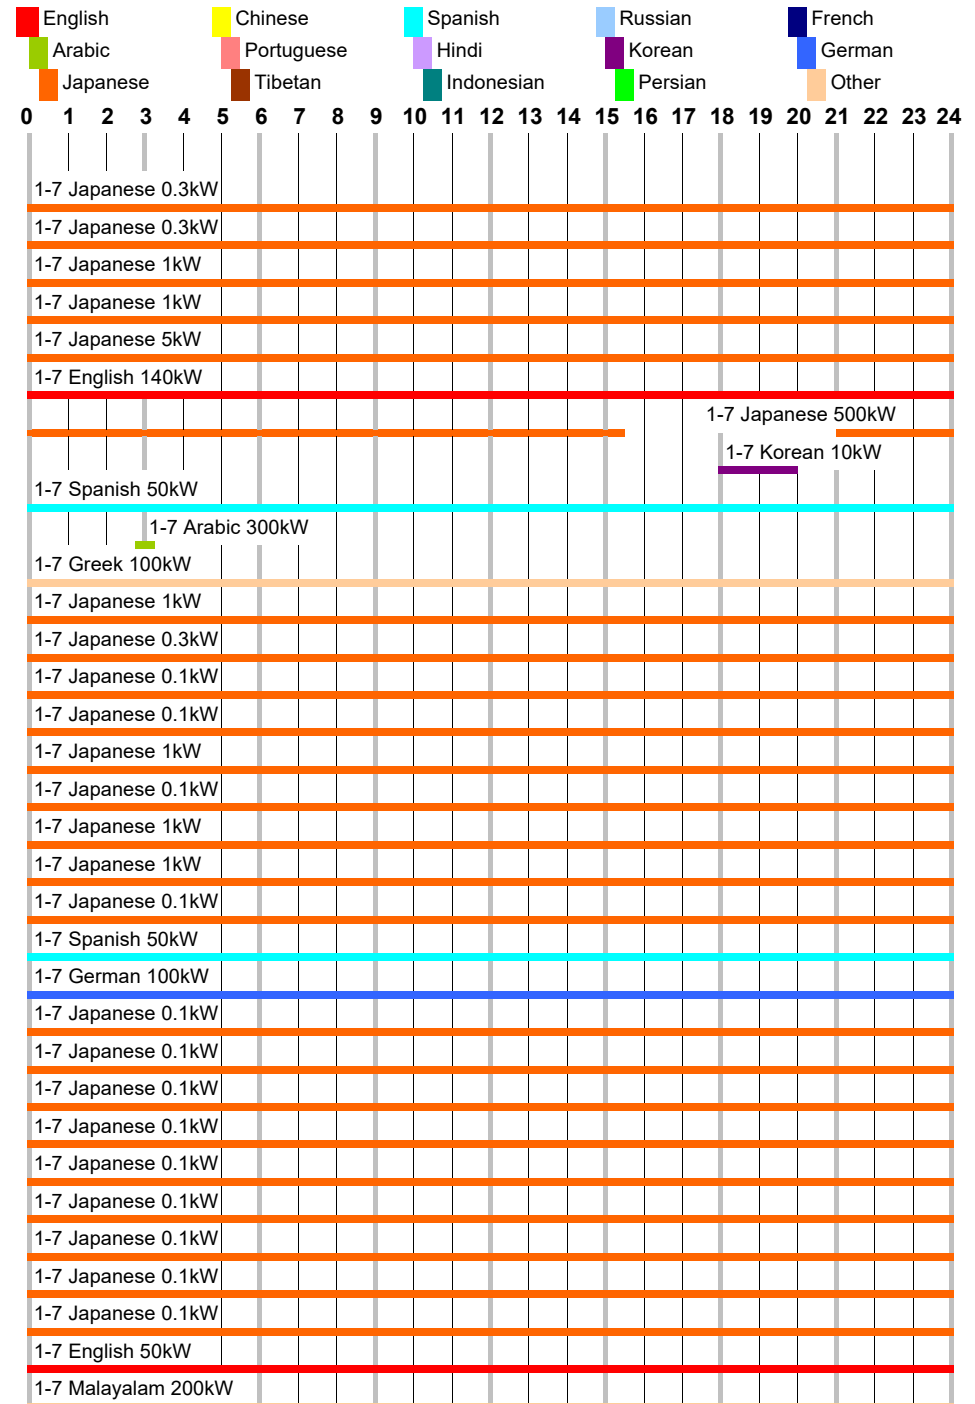 English Chinese Spanish Russian French
Arabic Portuguese Hindi Korean German
Japanese Tibetan Indonesian Persian Other
0 1 2 3 4 5 6 7 8 9 10 11 12 13 14 15 16 17 18 19 20 21 22 23 24
1-7 Japanese 0.3kW
1-7 Japanese 0.3kW
1-7 Japanese 1kW
1-7 Japanese 1kW
1-7 Japanese 5kW
1-7 English 140kW
1-7 Japanese 500kW
1-7 Korean 10kW
1-7 Spanish 50kW
1-7 Arabic 300kW
1-7 Greek 100kW
1-7 Japanese 1kW
1-7 Japanese 0.3kW
1-7 Japanese 0.1kW
1-7 Japanese 0.1kW
1-7 Japanese 1kW
1-7 Japanese 0.1kW
1-7 Japanese 1kW
1-7 Japanese 1kW
1-7 Japanese 0.1kW
1-7 Spanish 50kW
1-7 German 100kW
1-7 Japanese 0.1kW
1-7 Japanese 0.1kW
1-7 Japanese 0.1kW
1-7 Japanese 0.1kW
1-7 Japanese 0.1kW
1-7 Japanese 0.1kW
1-7 Japanese 0.1kW
1-7 Japanese 0.1kW
1-7 Japanese 0.1kW
1-7 English 50kW
1-7 Malayalam 200kW